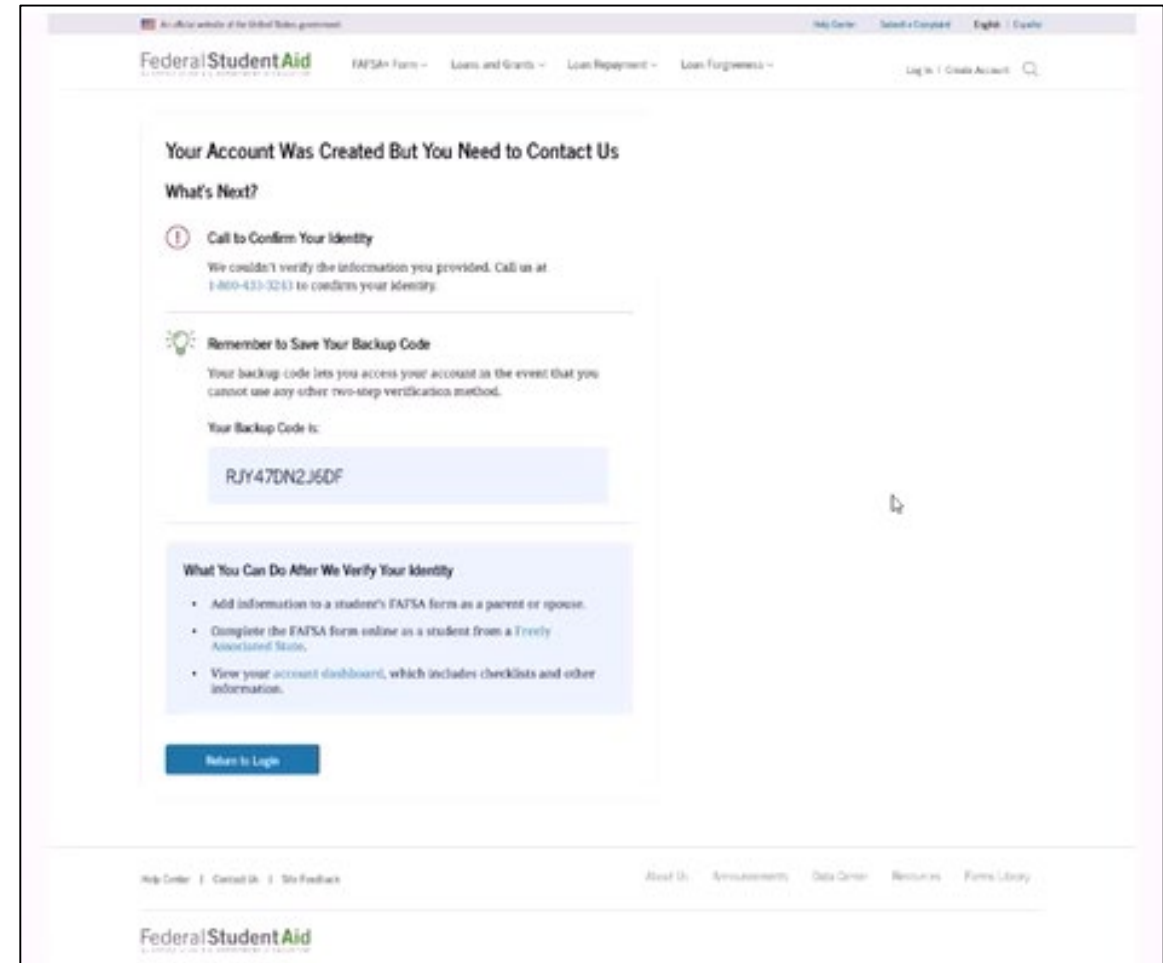 An official website of the United States government.
Help Center Submit a Complaint English | Español
Federal Student Aid FAFSA® Form Loans and Grants Loan Repayment Loan Forgiveness Log In | Create Account
Your Account Was Created But You Need to Contact Us
What's Next?
Call to Confirm Your Identity
We couldn't verify the information you provided. Call us at
1-800-433-3243 to confirm your identity.
Remember to Save Your Backup Code
Your backup code lets you access your account in the event that you
cannot use any other two-step verification method.
Your Backup Code is:
RJY47DN2J6DF
What You Can Do After We Verify Your Identity
• Add information to a student's FAFSA form as a parent or spouse.
• Complete the FAFSA form online as a student from a Freely
Associated State.
• View your account dashboard, which includes checklists and other
information.
Return to Login
Help Center | Contact Us | Site Feedback
About Us Announcements Data Center Resources Forms Library
Federal Student Aid